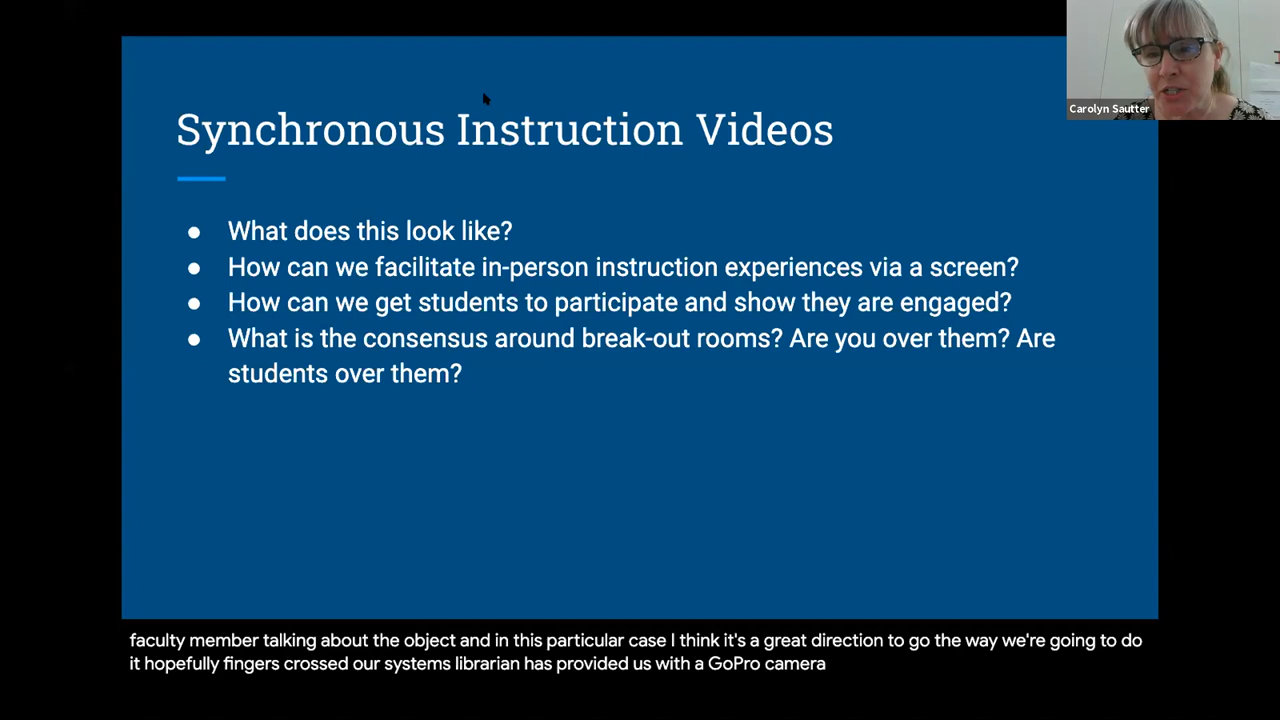 Carolyn Sautter
Synchronous Instruction Videos
● What does this look like?
● How can we facilitate in-person instruction experiences via a screen?
● How can we get students to participate and show they are engaged?
● What is the consensus around break-out rooms? Are you over them? Are
students over them?
faculty member talking about the object and in this particular case I think it's a great direction to go the way we're going to do
it hopefully fingers crossed our systems librarian has provided us with a GoPro camera